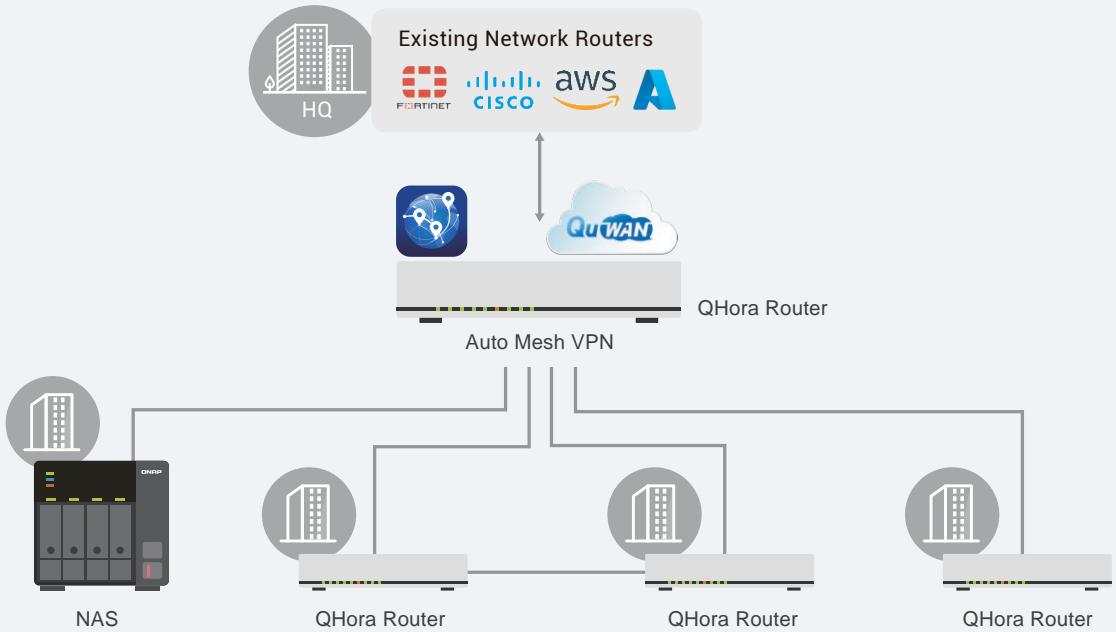 HQ
Existing Network Routers
FORTINET
CISCO
aws
QuWAN
QHora Router
Auto Mesh VPN
QNAP
NAS
QHora Router
QHora Router
QHora Router